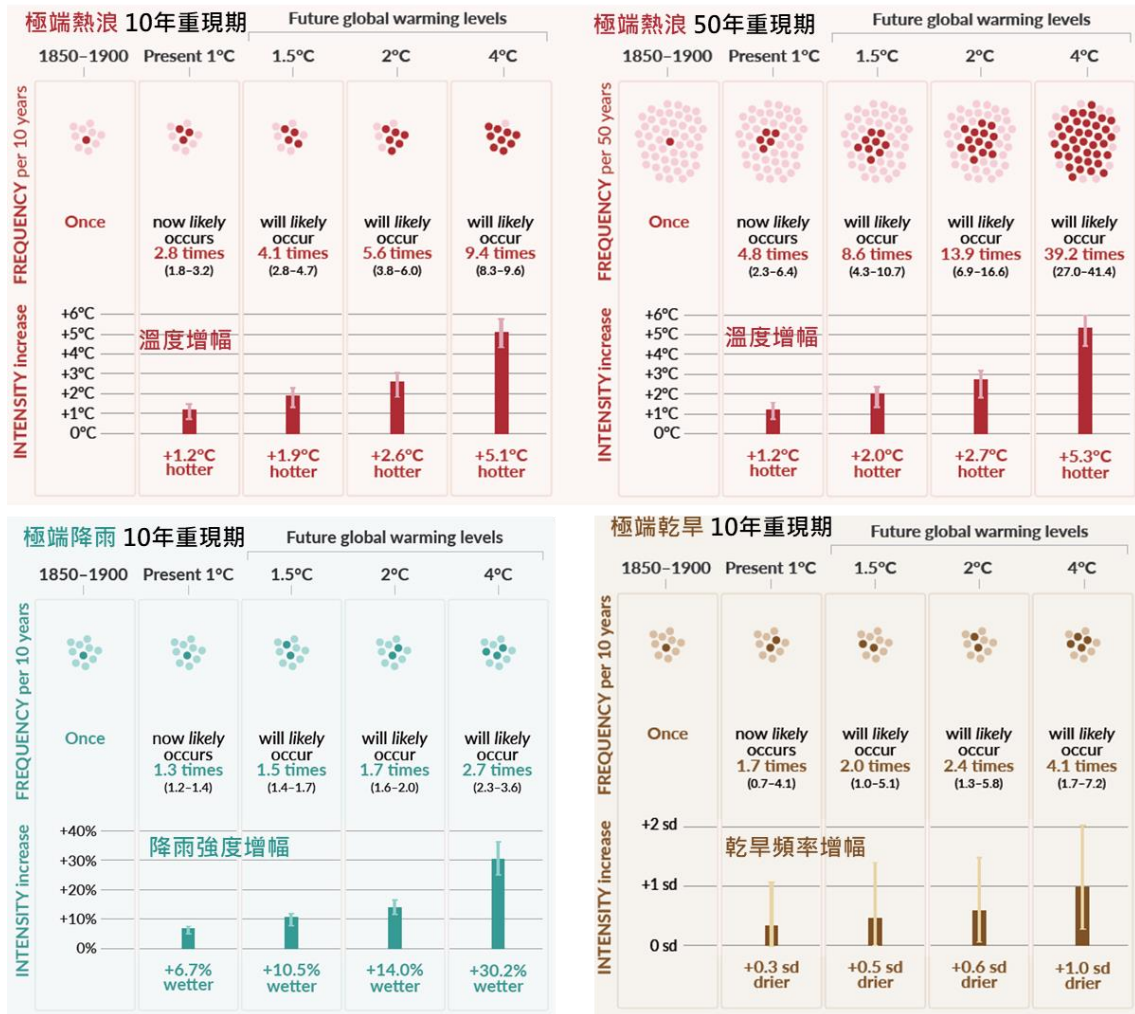 極端熱浪 10年重現期
Future global warming levels
1850–1900 Present 1°C 1.5°C 2°C 4°C
FREQUENCY per 10 years
Once
now likely occurs
2.8 times
(1.8–3.2)
will likely occur
4.1 times
(2.8–4.7)
will likely occur
5.6 times
(3.8–6.0)
will likely occur
9.4 times
(8.3–9.6)
INTENSITY increase
+6°C
+5°C
+4°C
+3°C
+2°C
+1°C
0°C
溫度增幅
+1.2°C
hotter
+1.9°C
hotter
+2.6°C
hotter
+5.1°C
hotter
極端熱浪 50年重現期
Future global warming levels
1850–1900 Present 1°C 1.5°C 2°C 4°C
FREQUENCY per 50 years
Once
now likely occurs
4.8 times
(2.3–6.4)
will likely occur
8.6 times
(4.3–10.7)
will likely occur
13.9 times
(6.9–16.6)
will likely occur
39.2 times
(27.0–41.4)
INTENSITY increase
+6°C
+5°C
+4°C
+3°C
+2°C
+1°C
0°C
溫度增幅
+1.2°C
hotter
+2.0°C
hotter
+2.7°C
hotter
+5.3°C
hotter
極端降雨 10年重現期
Future global warming levels
1850–1900 Present 1°C 1.5°C 2°C 4°C
FREQUENCY per 10 years
Once
now likely occurs
1.3 times
(1.2–1.4)
will likely occur
1.5 times
(1.4–1.7)
will likely occur
1.7 times
(1.6–2.0)
will likely occur
2.7 times
(2.3–3.6)
INTENSITY increase
+40%
+30%
+20%
+10%
0%
降雨強度增幅
+6.7%
wetter
+10.5%
wetter
+14.0%
wetter
+30.2%
wetter
極端乾旱 10年重現期
Future global warming levels
1850–1900 Present 1°C 1.5°C 2°C 4°C
FREQUENCY per 10 years
Once
now likely occurs
1.7 times
(0.7–4.1)
will likely occur
2.0 times
(1.0–5.1)
will likely occur
2.4 times
(1.3–5.8)
will likely occur
4.1 times
(1.7–7.2)
INTENSITY increase
+2 sd
+1 sd
0 sd
乾旱頻率增幅
+0.3 sd
drier
+0.5 sd
drier
+0.6 sd
drier
+1.0 sd
drier